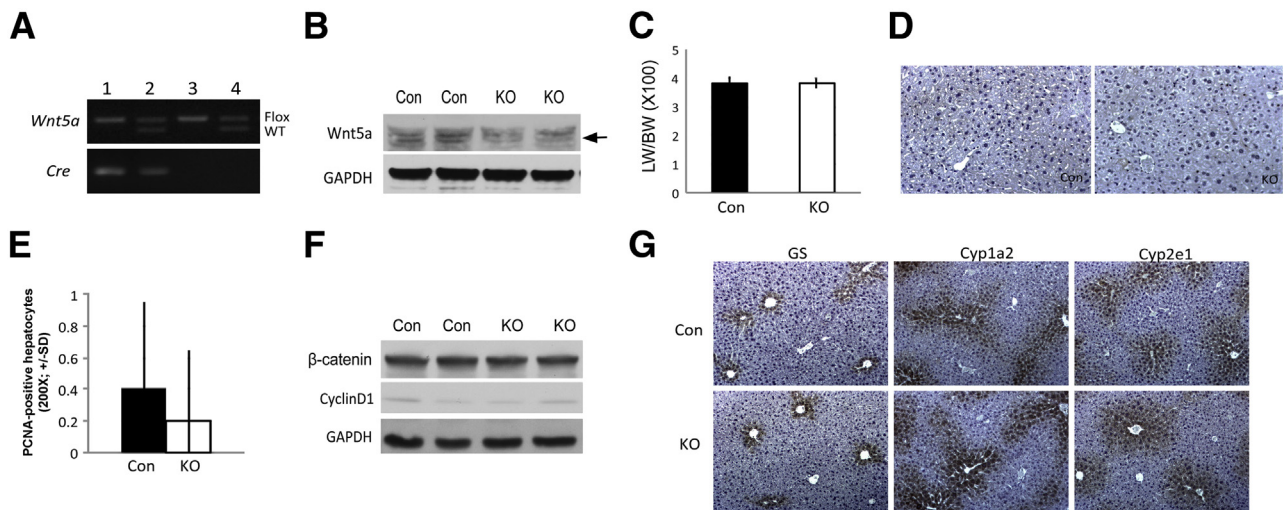 A
1 2 3 4
Wnt5a
Flox
WT
Cre
B
Con Con KO KO
Wnt5a
GAPDH
C
LW/BW (X100)
5
4
3
2
1
0
Con KO
D
Con
KO
E
PCNA-positive hepatocytes
(200X; +/-SD)
1
0.8
0.6
0.4
0.2
0
Con KO
F
Con Con KO KO
β-catenin
CyclinD1
GAPDH
G
GS Cyp1a2 Cyp2e1
Con
KO